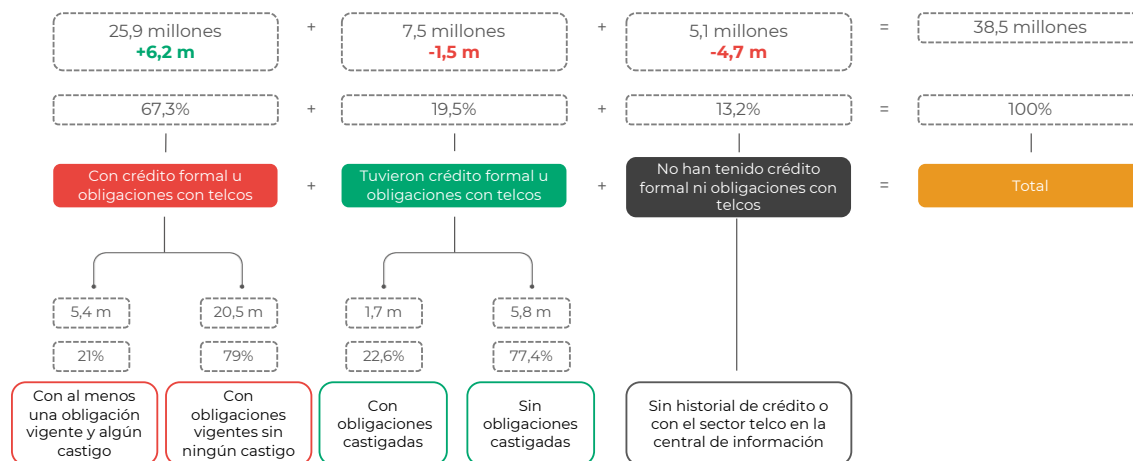 25,9 millones
+6,2 m
+
7,5 millones
-1,5 m
+
5,1 millones
-4,7 m
=
38,5 millones
67,3%
+
19,5%
+
13,2%
=
100%
Con crédito formal u
obligaciones con telcos
+
Tuvieron crédito formal u
obligaciones con telcos
+
No han tenido crédito
formal ni obligaciones con
telcos
=
Total
5,4 m
20,5 m
1,7 m
5,8 m
21%
79%
22,6%
77,4%
Con al menos
una obligación
vigente y algún
castigo
Con
obligaciones
vigentes sin
ningún castigo
Con
obligaciones
castigadas
Sin
obligaciones
castigadas
Sin historial de crédito o
con el sector telco en la
central de información